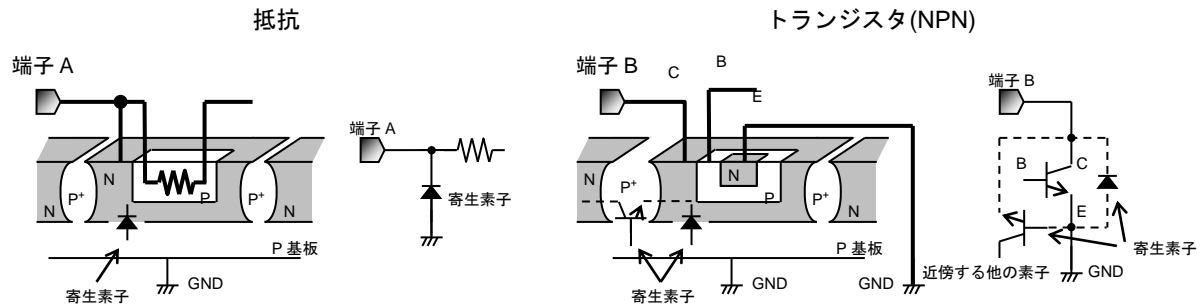 抵抗
端子 A
N
P+
N
P
P+
N
P 基板
寄生素子
GND
端子 A
寄生素子
トランジスタ(NPN)
端子 B
C
B
E
N
P+
N
N
P
P+
N
P 基板
寄生素子
GND
GND
端子 B
B
C
E
寄生素子
近傍する他の素子
GND